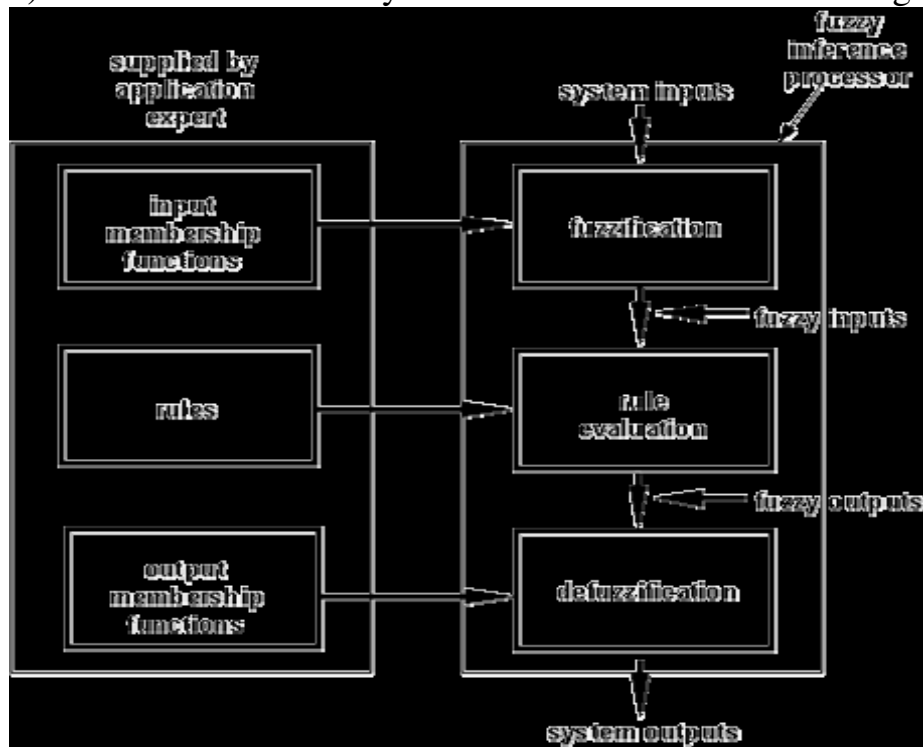 fuzzy
inference
processor
supplied by
application
expert
system inputs
input
membership
functions
fuzzification
fuzzy inputs
rules
rule
evaluation
fuzzy outputs
output
membership
functions
defuzzification
system outputs